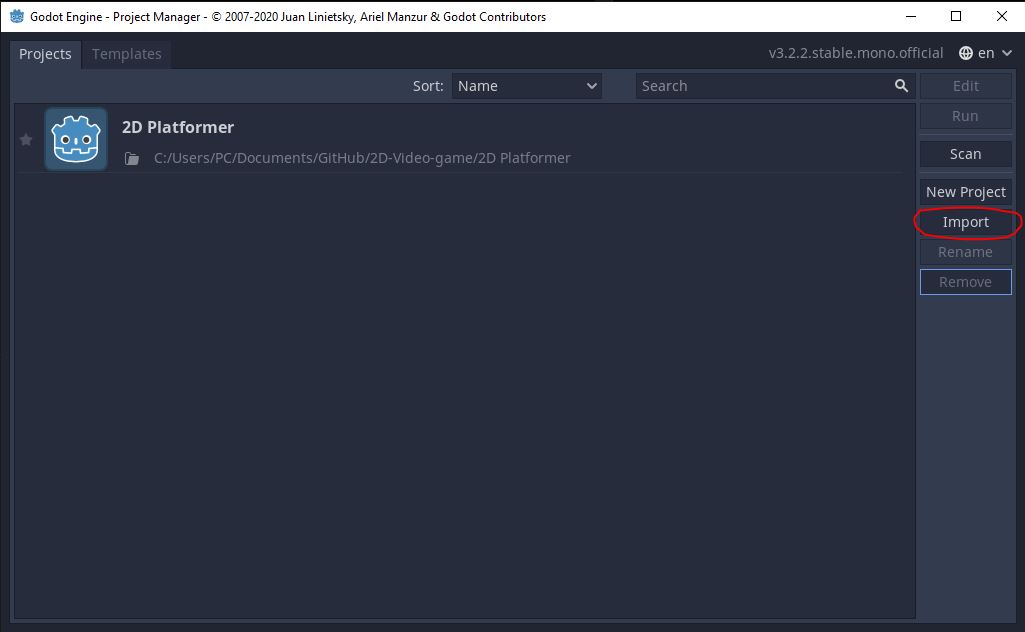 Godot Engine - Project Manager - © 2007-2020 Juan Linietsky, Ariel Manzur & Godot Contributors
Projects Templates v3.2.2.stable.mono.official en
Sort: Name Search Edit
Run
2D Platformer
C:/Users/PC/Documents/GitHub/2D-Video-game/2D Platformer
Scan
New Project
Import
Rename
Remove